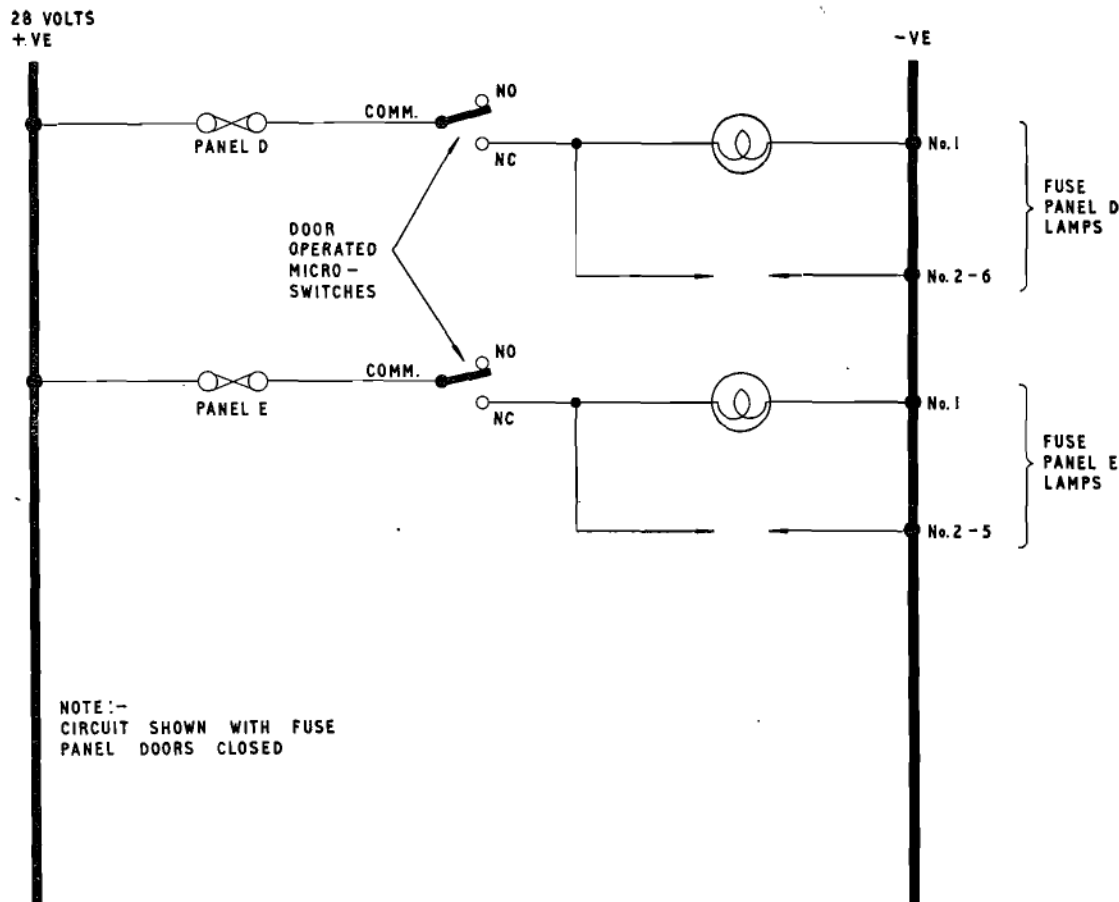 28 VOLTS
+VE
-VE
NO
COMM.
PANEL D
NC
No.1
FUSE
PANEL D
LAMPS
DOOR
OPERATED
MICRO-
SWITCHES
No.2-6
NO
COMM.
PANEL E
NC
No.1
FUSE
PANEL E
LAMPS
No.2-5
NOTE:-
CIRCUIT SHOWN WITH FUSE
PANEL DOORS CLOSED